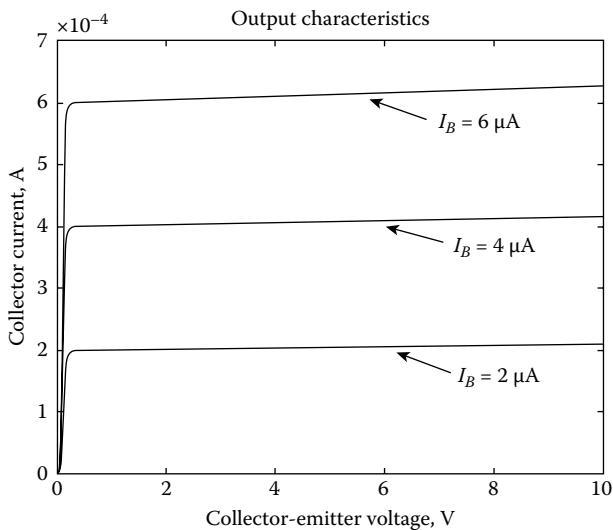 Output characteristics
×10⁻⁴
7
6
5
4
3
2
1
0
Collector current, A
I_B = 6 μA
I_B = 4 μA
I_B = 2 μA
0 2 4 6 8 10
Collector-emitter voltage, V